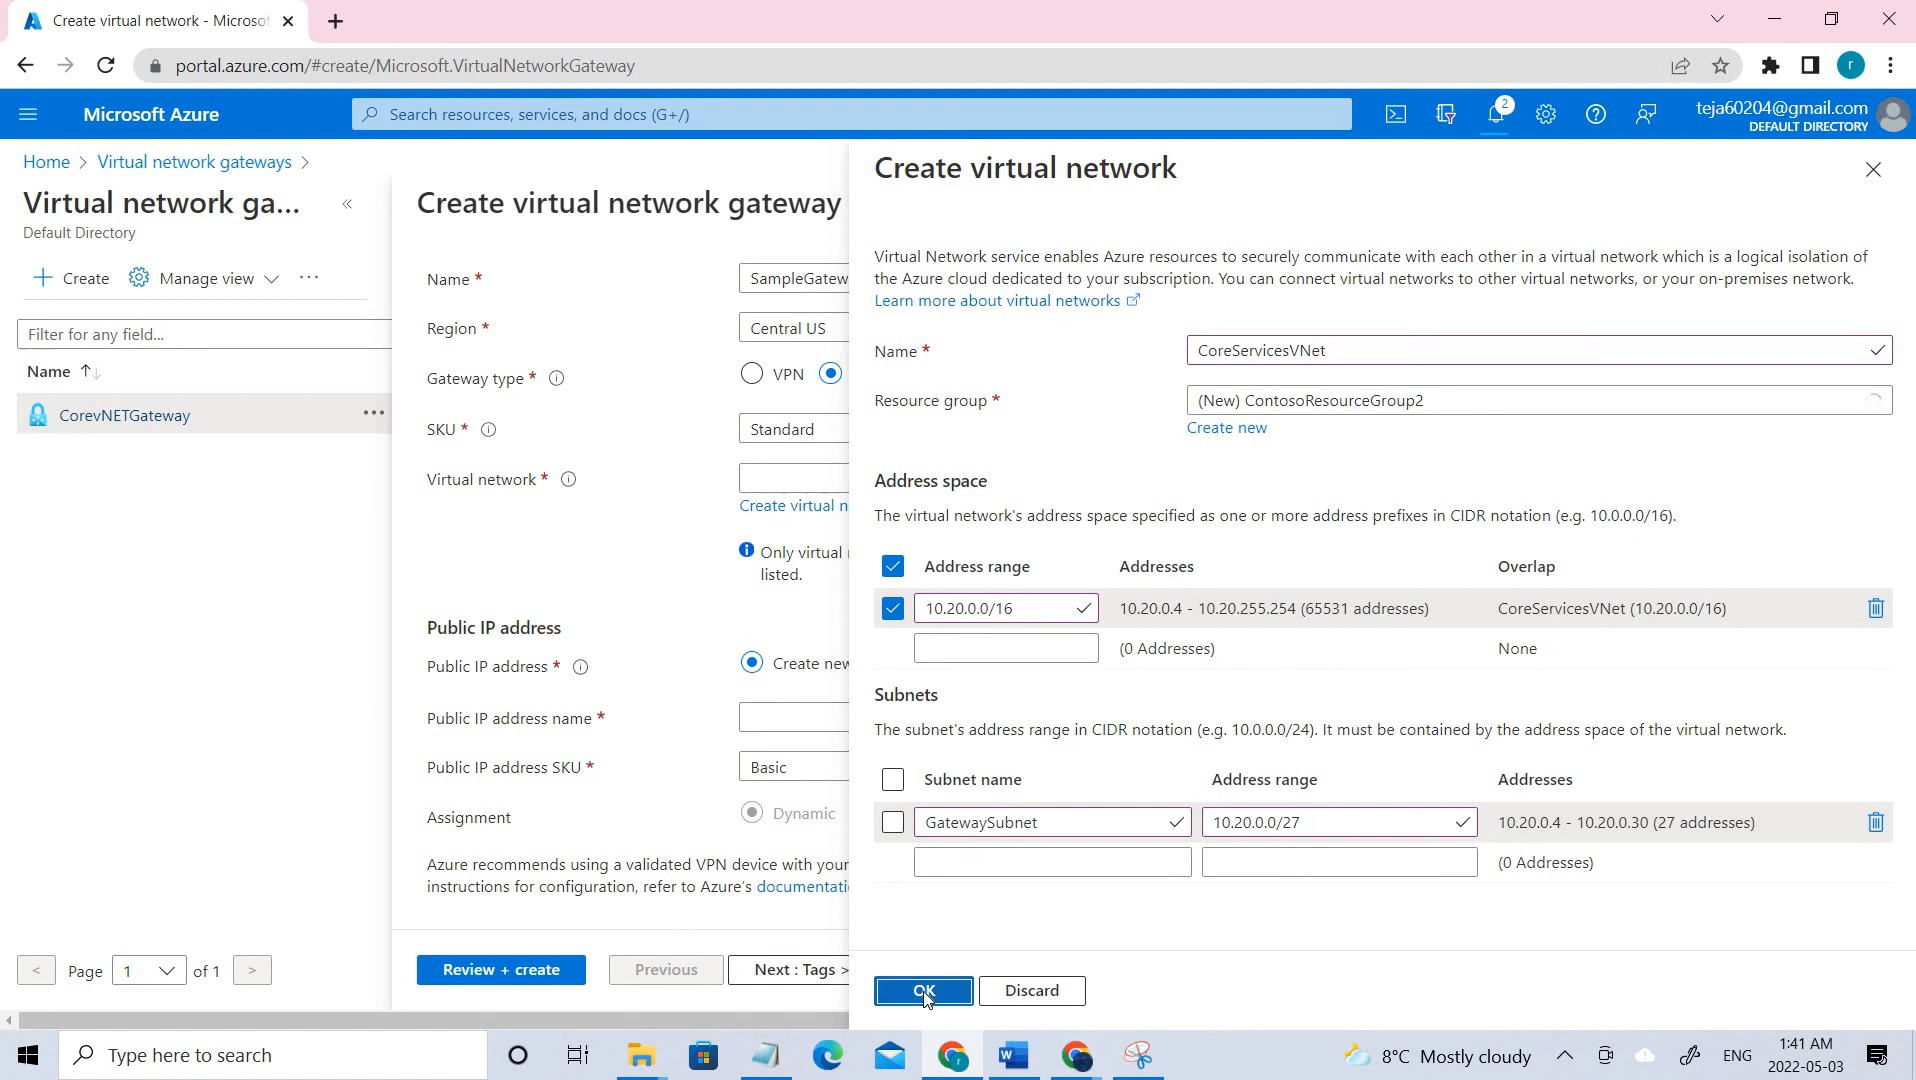 Create virtual network - Microsof
portal.azure.com/#create/Microsoft.VirtualNetworkGateway
r
Microsoft Azure
Search resources, services, and docs (G+/)
2
teja60204@gmail.com
DEFAULT DIRECTORY
Home > Virtual network gateways >
Virtual network ga... «
Default Directory
Create
Manage view
...
Filter for any field...
Name ↑↓
CorevNETGateway
...
< Page 1 of 1 >
Create virtual network gateway
Name *
SampleGatew
Region *
Central US
Gateway type *
VPN
SKU *
Standard
Virtual network *
Create virtual n
Only virtual
listed.
Public IP address
Public IP address *
Create new
Public IP address name *
Public IP address SKU *
Basic
Assignment
Dynamic
Azure recommends using a validated VPN device with your
instructions for configuration, refer to Azure's documentati
Review + create
Previous
Next : Tags >
Create virtual network
Virtual Network service enables Azure resources to securely communicate with each other in a virtual network which is a logical isolation of
the Azure cloud dedicated to your subscription. You can connect virtual networks to other virtual networks, or your on-premises network.
Learn more about virtual networks
Name *
CoreServicesVNet
Resource group *
(New) ContosoResourceGroup2
Create new
Address space
The virtual network's address space specified as one or more address prefixes in CIDR notation (e.g. 10.0.0.0/16).
Address range Addresses Overlap
10.20.0.0/16 10.20.0.4 - 10.20.255.254 (65531 addresses) CoreServicesVNet (10.20.0.0/16)
(0 Addresses) None
Subnets
The subnet's address range in CIDR notation (e.g. 10.0.0.0/24). It must be contained by the address space of the virtual network.
Subnet name Address range Addresses
GatewaySubnet 10.20.0.0/27 10.20.0.4 - 10.20.0.30 (27 addresses)
(0 Addresses)
OK
Discard
Type here to search
8°C Mostly cloudy
ENG
1:41 AM
2022-05-03